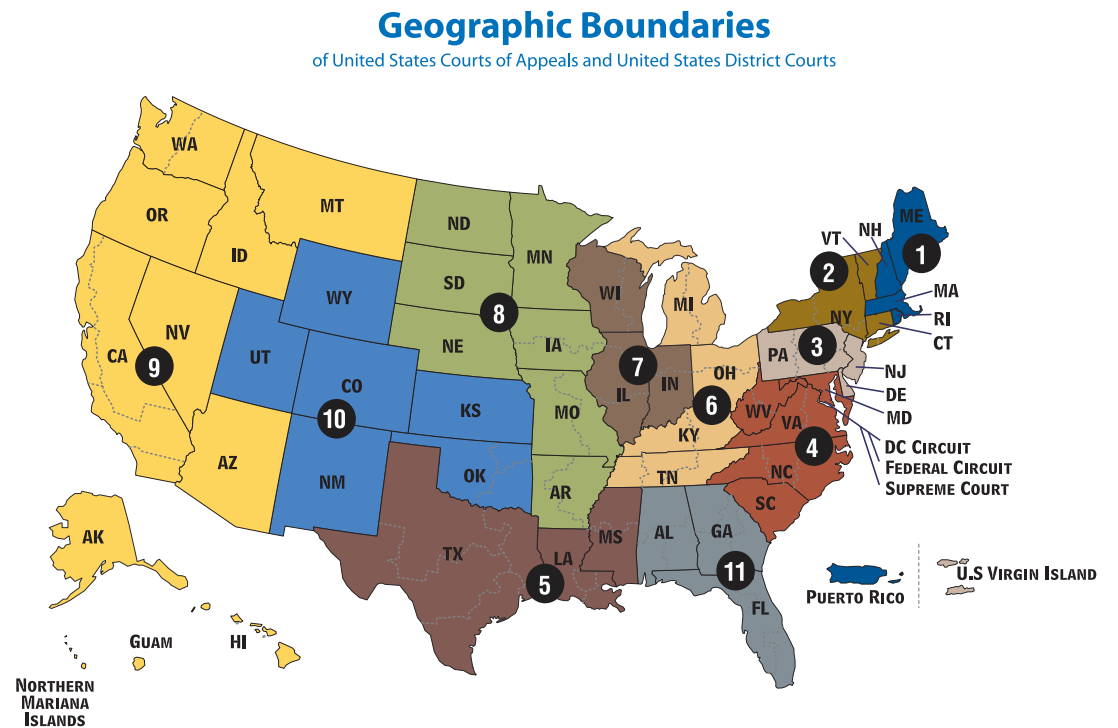 Geographic Boundaries
of United States Courts of Appeals and United States District Courts
WA
OR
MT
ID
WY
NV
CA
9
UT
CO
10
AZ
NM
ND
SD
8
NE
KS
OK
MN
IA
MO
AR
TX
LA
5
MS
WI
7
IL
IN
MI
OH
6
KY
TN
AL
GA
11
FL
VT
NH
ME
1
2
NY
MA
RI
CT
3
PA
NJ
DE
MD
WV
VA
4
NC
SC
DC CIRCUIT
FEDERAL CIRCUIT
SUPREME COURT
AK
HI
GUAM
NORTHERN
MARIANA
ISLANDS
PUERTO RICO
U.S VIRGIN ISLAND